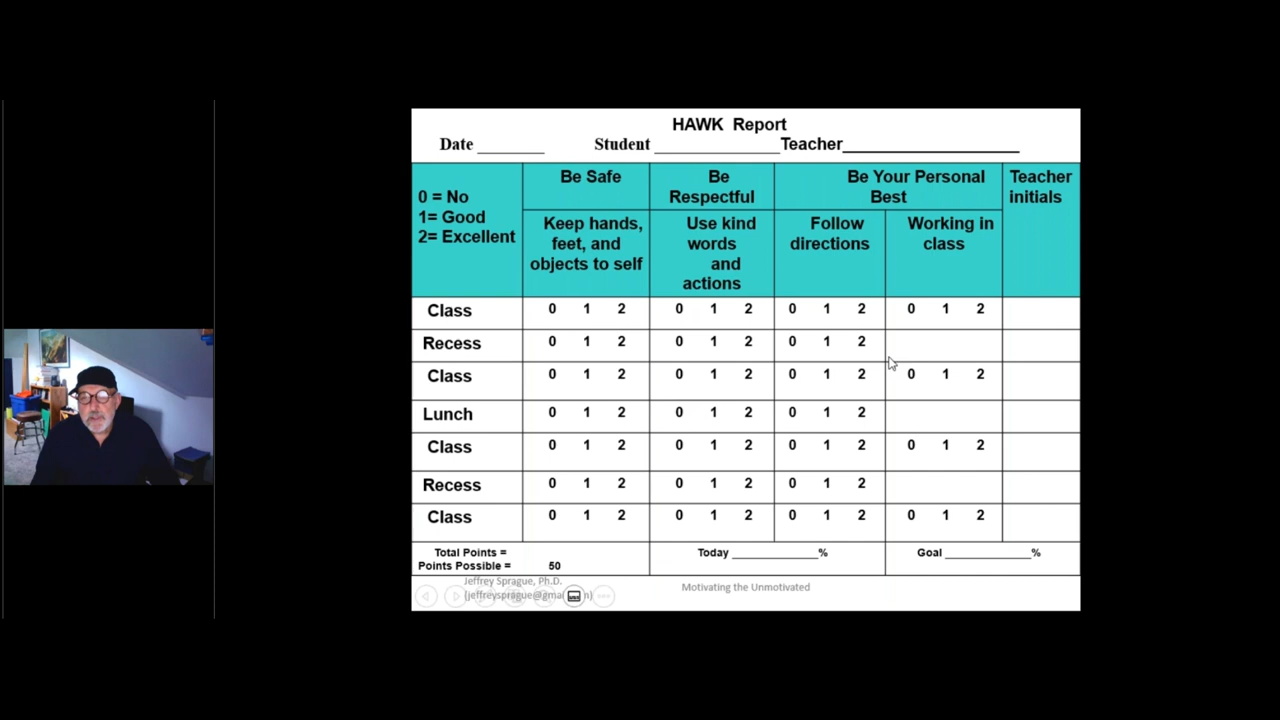 HAWK Report
Date ________ Student _______________Teacher___________________
0 = No
1= Good
2= Excellent
Be Safe
Be
Respectful
Be Your Personal
Best
Teacher
initials
Keep hands,
feet, and
objects to self
Use kind
words
and
actions
Follow
directions
Working in
class
Class 0 1 2 0 1 2 0 1 2 0 1 2
Recess 0 1 2 0 1 2 0 1 2
Class 0 1 2 0 1 2 0 1 2 0 1 2
Lunch 0 1 2 0 1 2 0 1 2
Class 0 1 2 0 1 2 0 1 2 0 1 2
Recess 0 1 2 0 1 2 0 1 2
Class 0 1 2 0 1 2 0 1 2 0 1 2
Total Points =
Points Possible = 50
Today ______________%
Goal ______________%
Jeffrey Sprague, Ph.D.
Motivating the Unmotivated